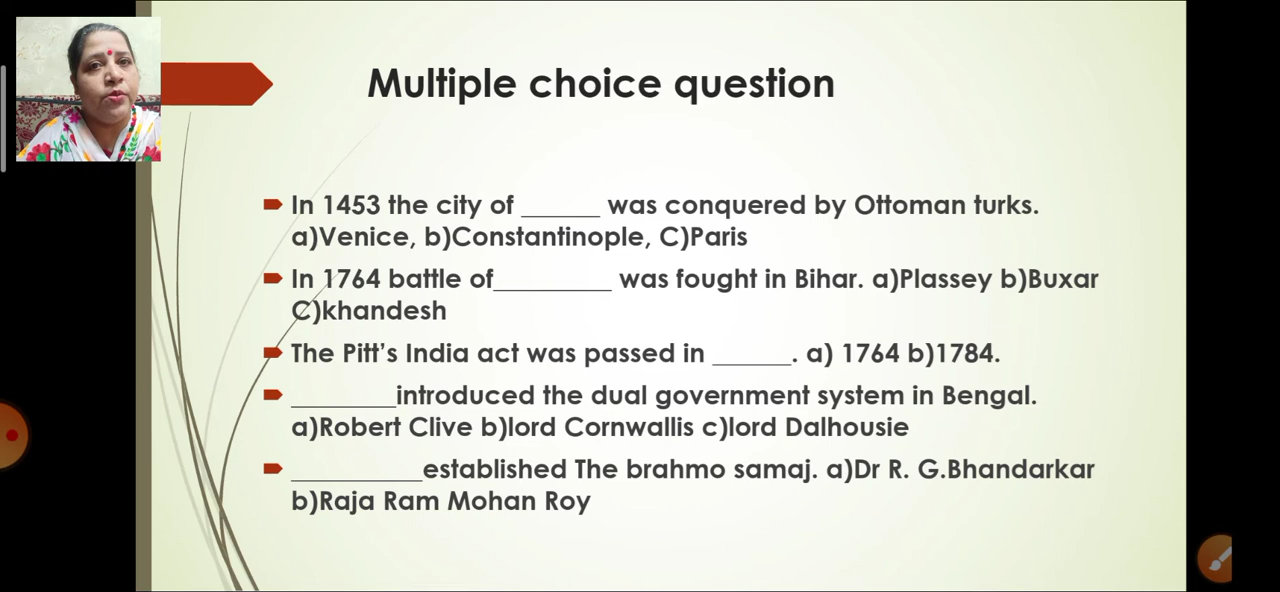 Multiple choice question
In 1453 the city of ______ was conquered by Ottoman turks.
a)Venice, b)Constantinople, C)Paris
In 1764 battle of_________ was fought in Bihar. a)Plassey b)Buxar
C)khandesh
The Pitt's India act was passed in ______. a) 1764 b)1784.
________introduced the dual government system in Bengal.
a)Robert Clive b)lord Cornwallis c)lord Dalhousie
__________established The brahmo samaj. a)Dr R. G.Bhandarkar
b)Raja Ram Mohan Roy